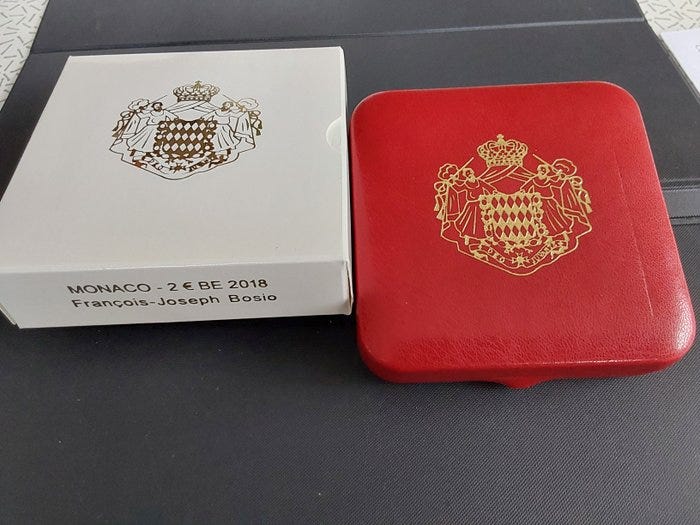 MONACO - 2 € BE 2018
François-Joseph Bosio